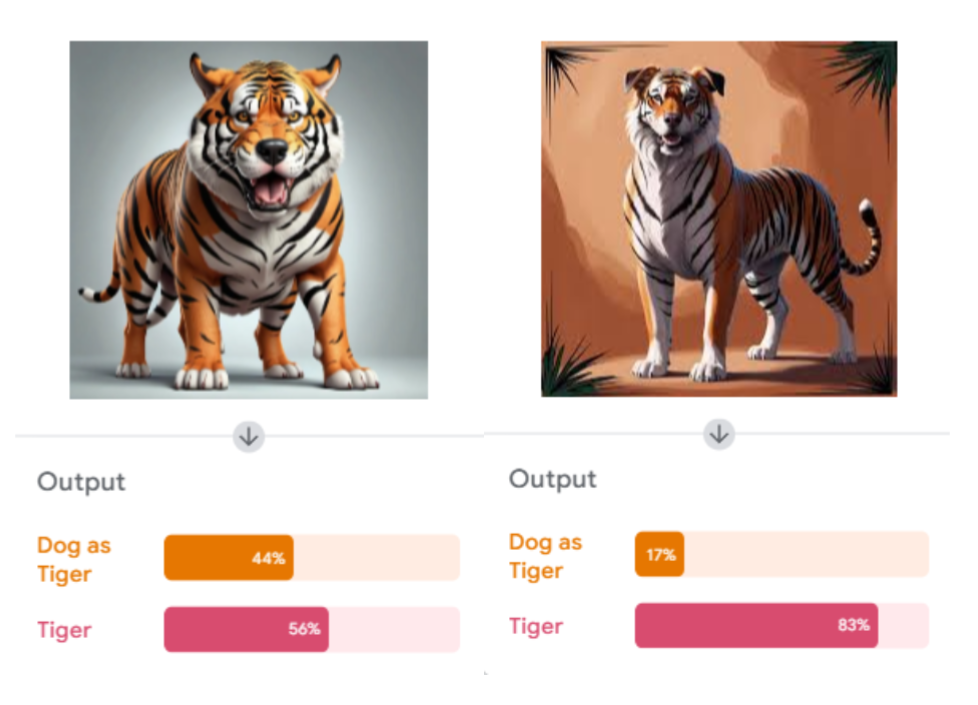 Output
Dog as
Tiger
44%
Tiger
56%
Output
Dog as
Tiger
17%
Tiger
83%